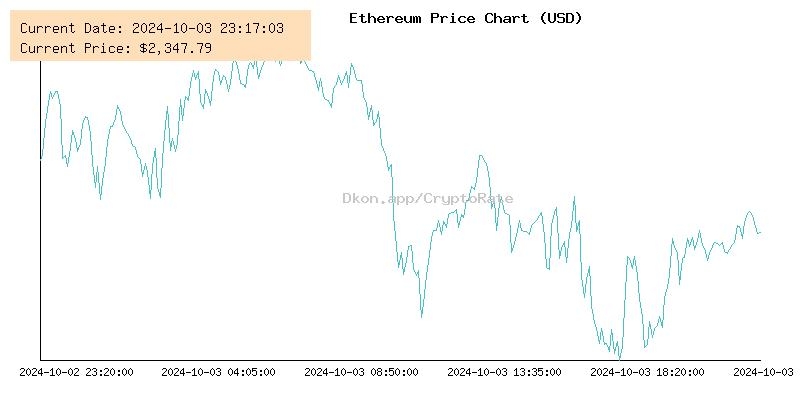 Ethereum Price Chart (USD)
Current Date: 2024-10-03 23:17:03
Current Price: $2,347.79
Dkon.app/CryptoRate
2024-10-02 23:20:00 2024-10-03 04:05:00 2024-10-03 08:50:00 2024-10-03 13:35:00 2024-10-03 18:20:00 2024-10-03